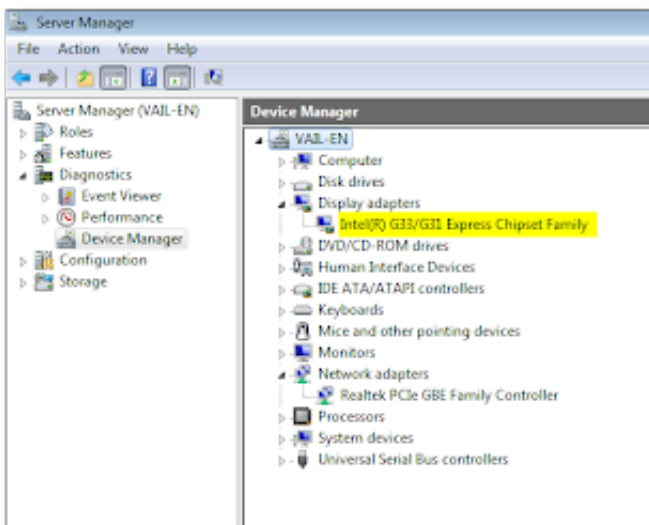 Server Manager
File Action View Help
Server Manager (VAIL-EN)
Roles
Features
Diagnostics
Event Viewer
Performance
Device Manager
Configuration
Storage
Device Manager
VAIL-EN
Computer
Disk drives
Display adapters
Intel(R) G33/G31 Express Chipset Family
DVD/CD-ROM drives
Human Interface Devices
IDE ATA/ATAPI controllers
Keyboards
Mice and other pointing devices
Monitors
Network adapters
Realtek PCIe GBE Family Controller
Processors
System devices
Universal Serial Bus controllers